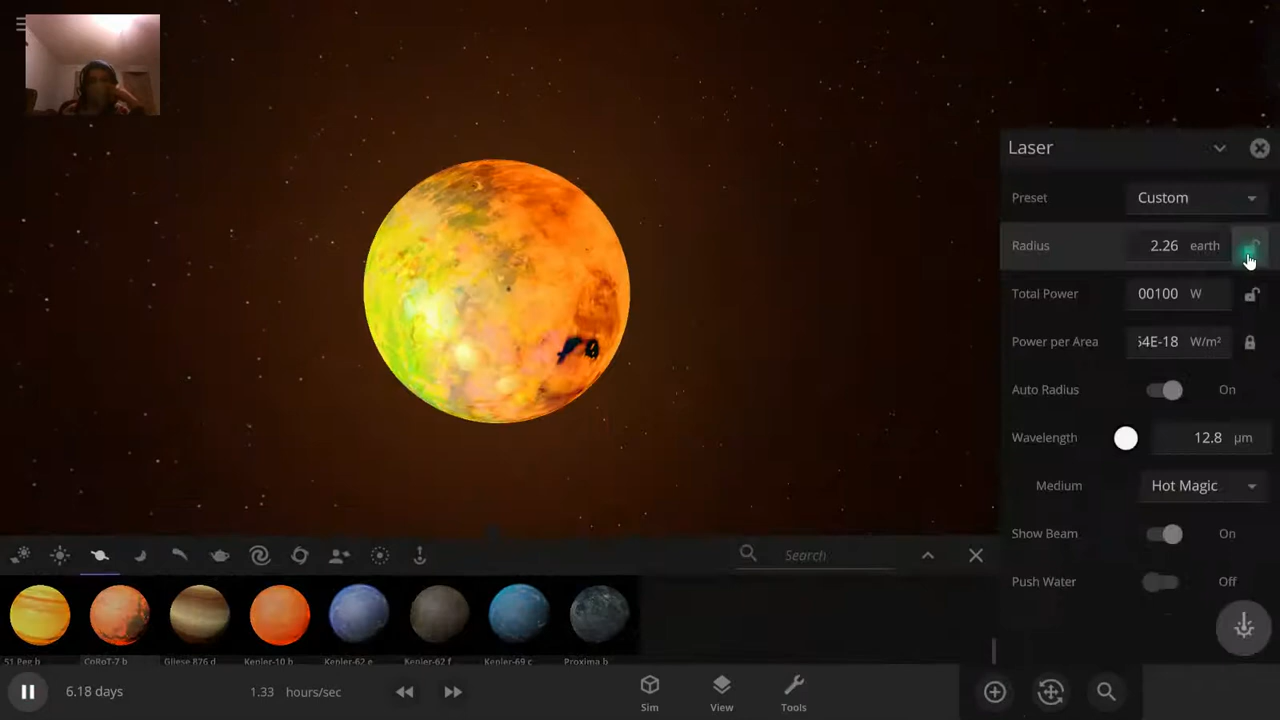 Laser
Preset Custom
Radius 2.26 earth
Total Power 00100 W
Power per Area 54E-18 W/m²
Auto Radius On
Wavelength 12.8 µm
Medium Hot Magic
Show Beam On
Push Water Off
Search
51 Peg b CoRoT-7 b Gliese 876 d Kepler-10 b Kepler-62 e Kepler-62 f Kepler-69 c Proxima b
6.18 days 1.33 hours/sec
Sim View Tools